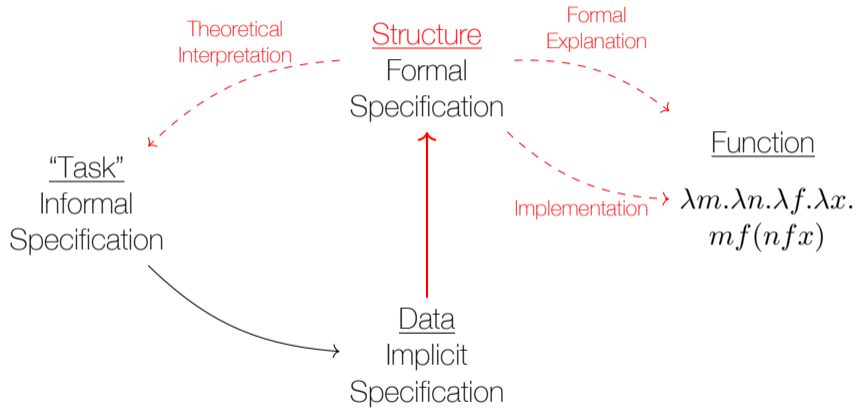 Theoretical
Interpretation
Structure
Formal
Specification
Formal
Explanation
“Task”
Informal
Specification
Function
λm.λn.λf.λx.
mf(nfx)
Implementation
Data
Implicit
Specification